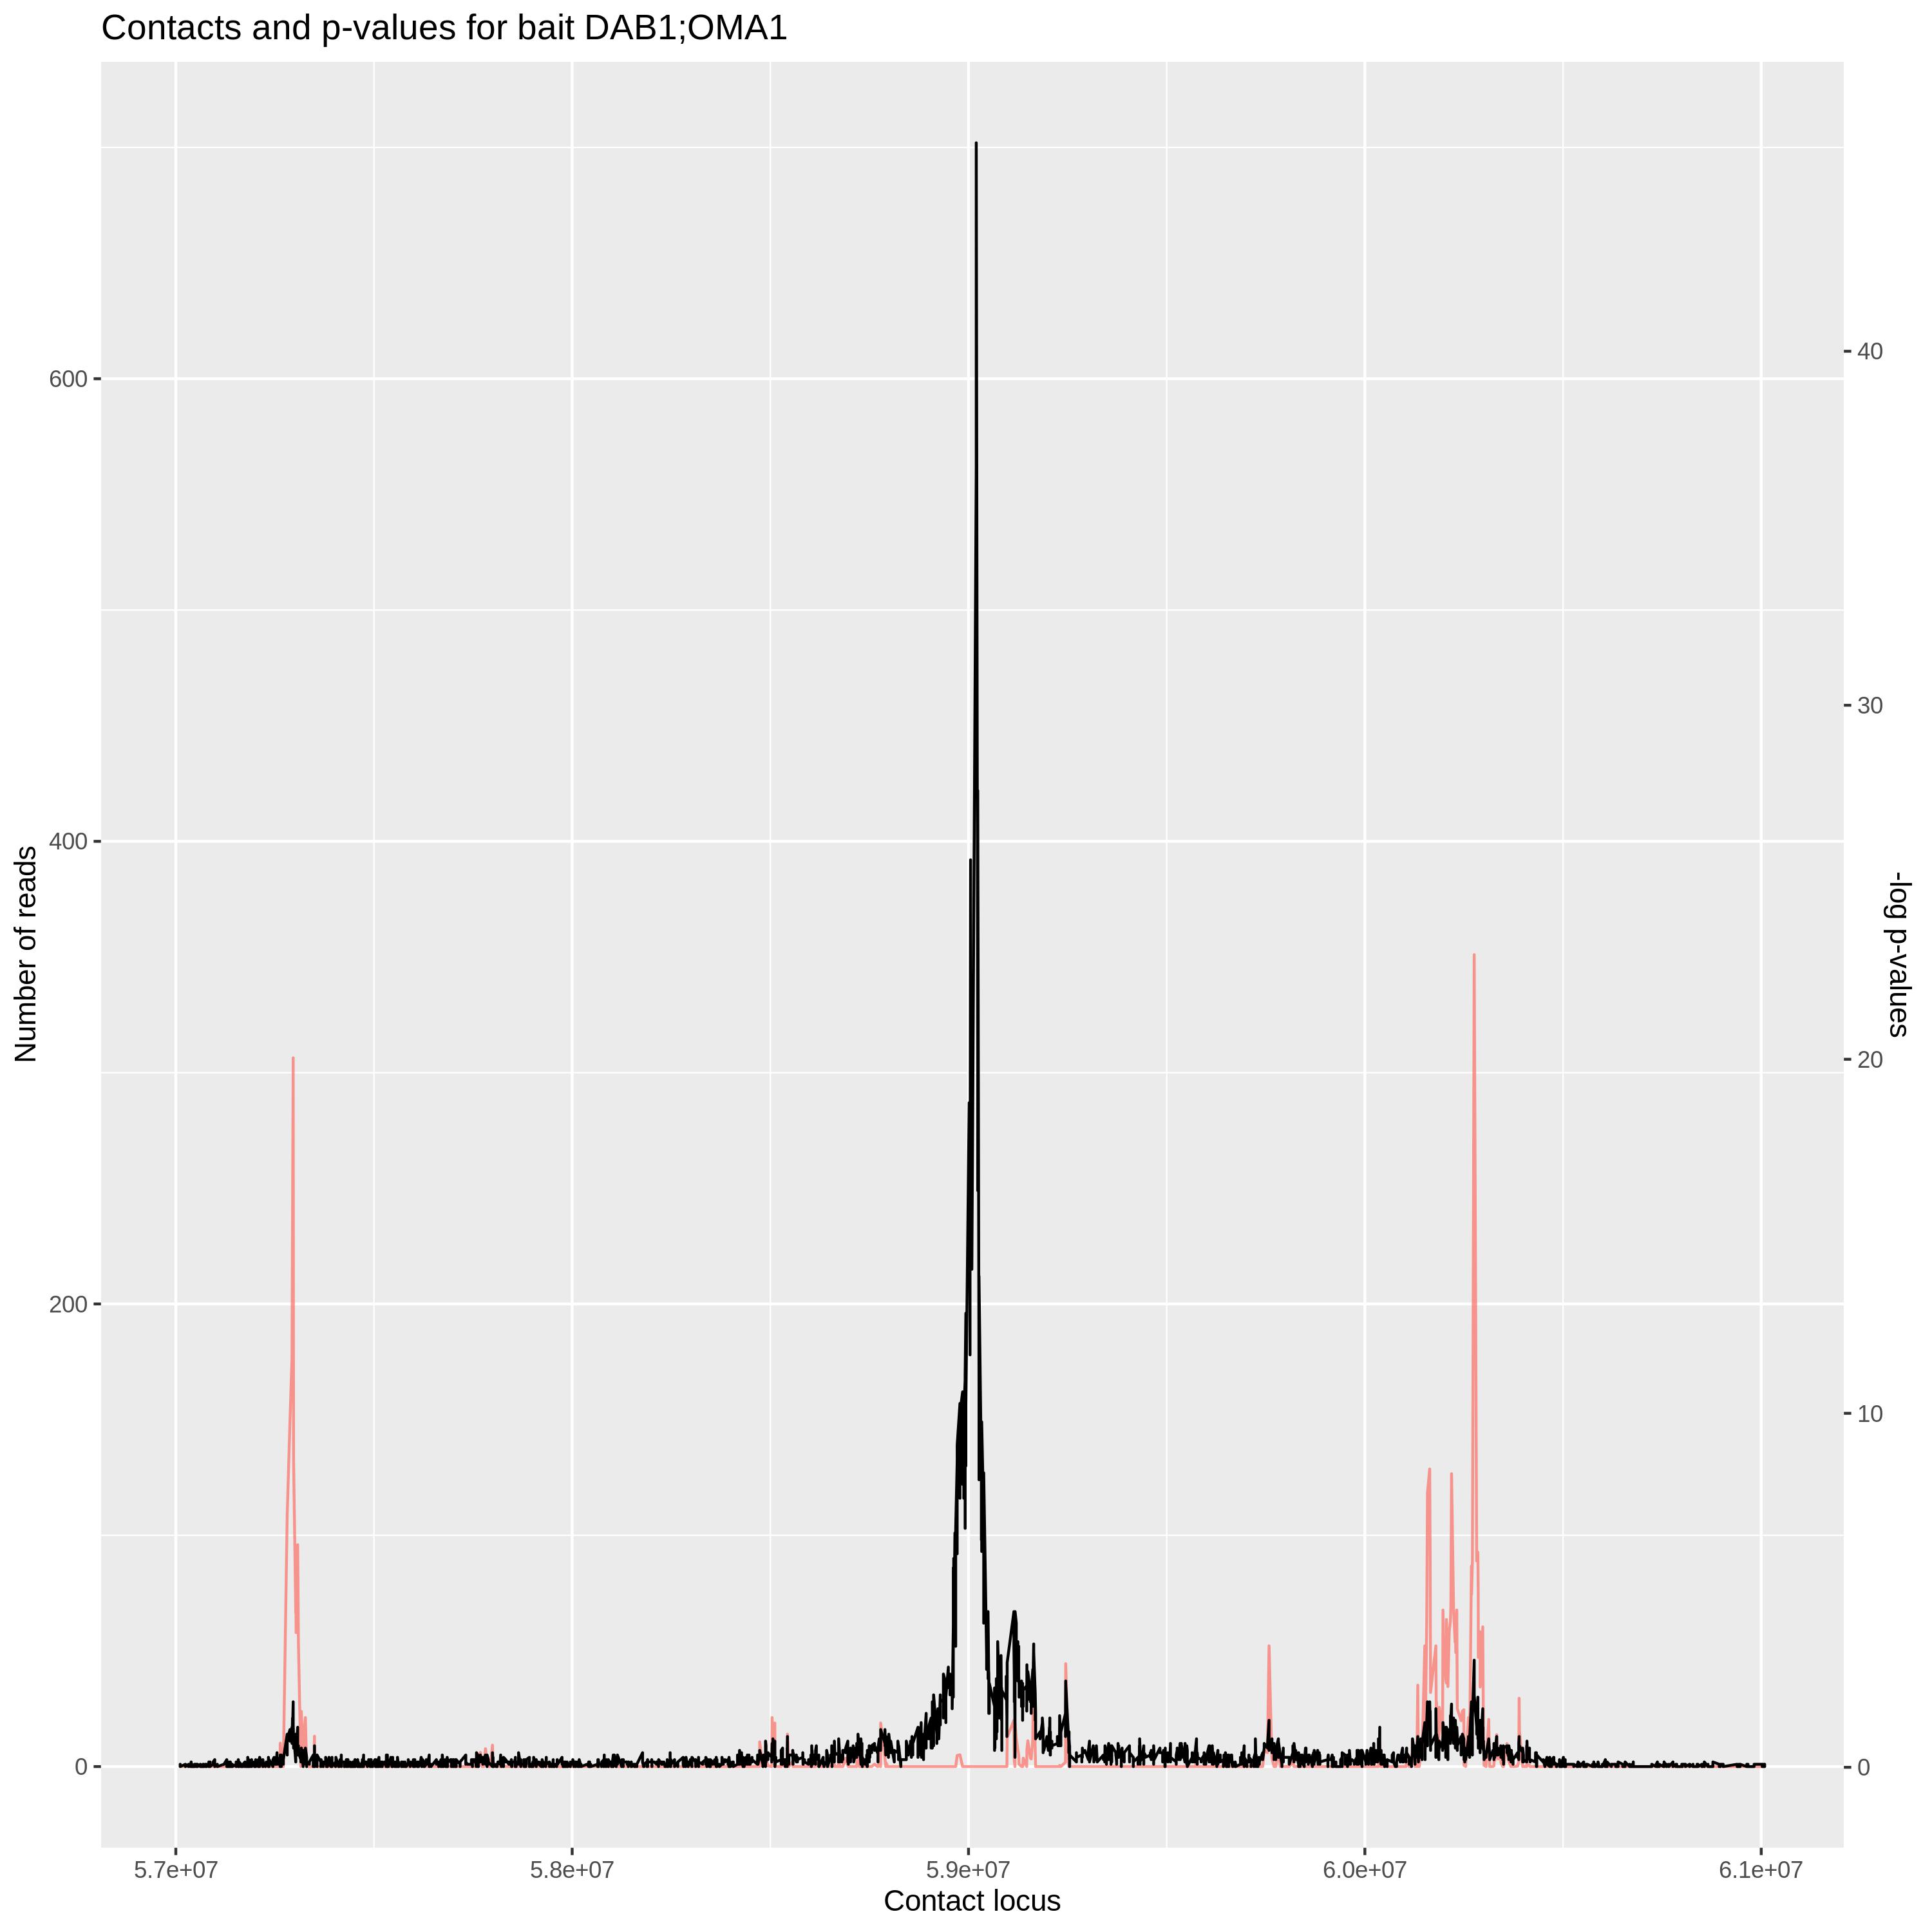 Contacts and p-values for bait DAB1;OMA1
Number of reads
600
400
200
0
40
30
20
10
0
-log p-values
5.7e+07 5.8e+07 5.9e+07 6.0e+07 6.1e+07
Contact locus